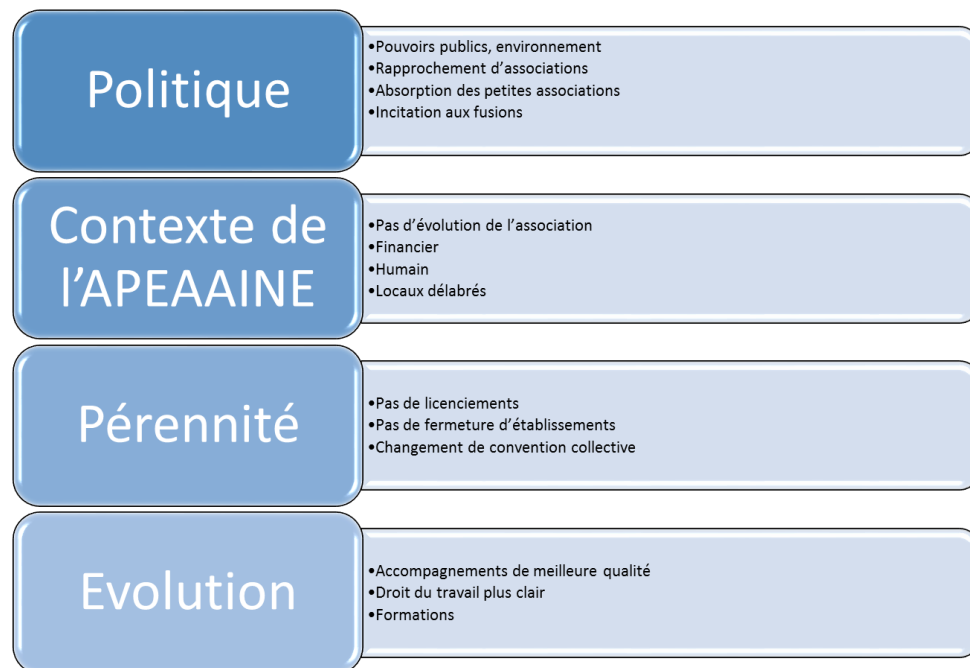 Politique
•Pouvoirs publics, environnement
•Rapprochement d'associations
•Absorption des petites associations
•Incitation aux fusions
Contexte de
l'APEAAINE
•Pas d'évolution de l'association
•Financier
•Humain
•Locaux délabrés
Pérennité
•Pas de licenciements
•Pas de fermeture d'établissements
•Changement de convention collective
Evolution
•Accompagnements de meilleure qualité
•Droit du travail plus clair
•Formations